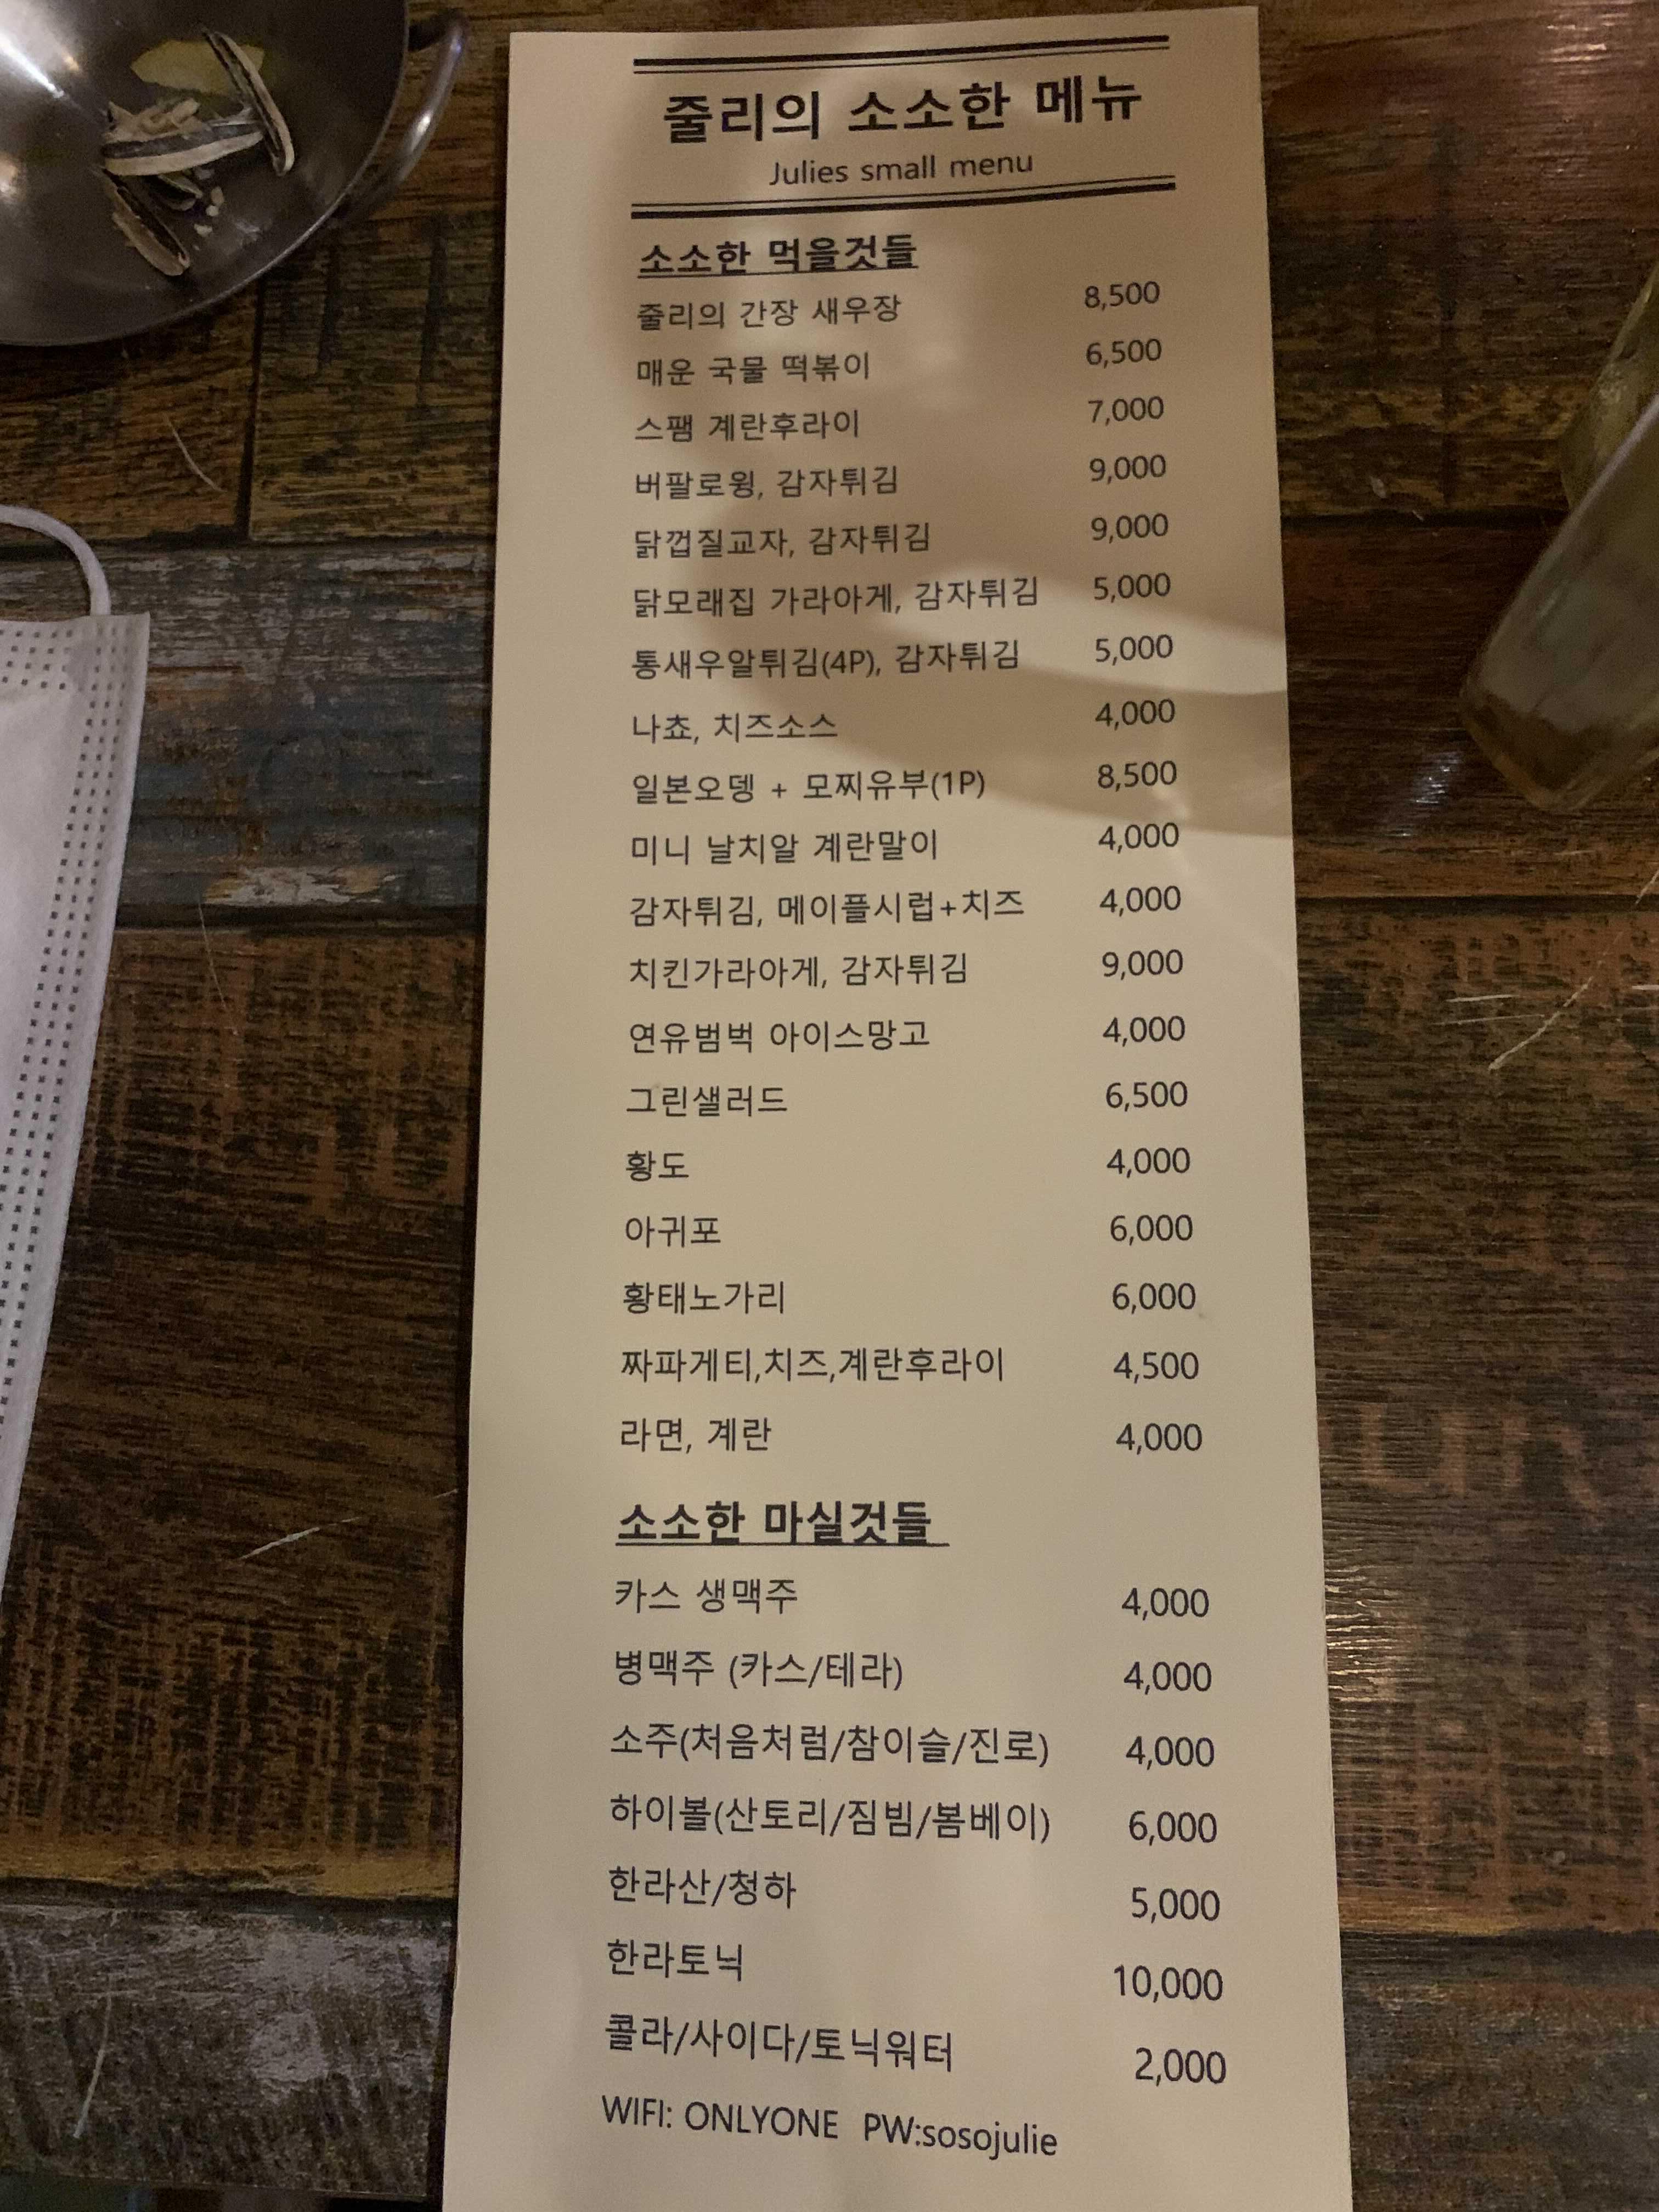 줄리의 소소한 메뉴
Julies small menu
소소한 먹을것들
줄리의 간장 새우장 8,500
매운 국물 떡볶이 6,500
스팸 계란후라이 7,000
버팔로윙, 감자튀김 9,000
닭껍질교자, 감자튀김 9,000
닭모래집 가라아게, 감자튀김 5,000
통새우알튀김(4P), 감자튀김 5,000
나쵸, 치즈소스 4,000
일본오뎅 + 모찌유부(1P) 8,500
미니 날치알 계란말이 4,000
감자튀김, 메이플시럽+치즈 4,000
치킨가라아게, 감자튀김 9,000
연유범벅 아이스망고 4,000
그린샐러드 6,500
황도 4,000
아귀포 6,000
황태노가리 6,000
짜파게티,치즈,계란후라이 4,500
라면, 계란 4,000
소소한 마실것들
카스 생맥주 4,000
병맥주 (카스/테라) 4,000
소주(처음처럼/참이슬/진로) 4,000
하이볼(산토리/짐빔/봄베이) 6,000
한라산/청하 5,000
한라토닉 10,000
콜라/사이다/토닉워터 2,000
WIFI: ONLYONE PW:sosojulie